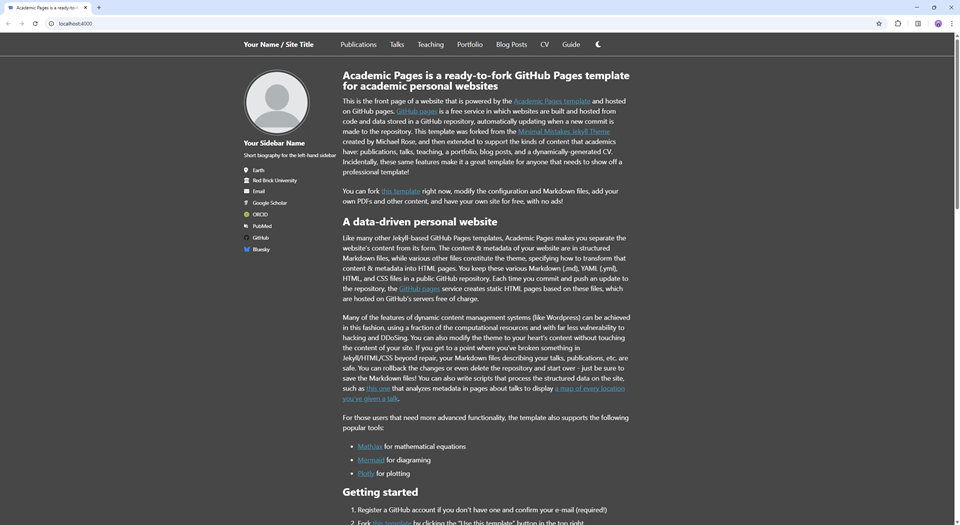 Academic Pages is a ready-to-f
localhost:4000
Your Name / Site Title
Publications
Talks
Teaching
Portfolio
Blog Posts
CV
Guide
Your Sidebar Name
Short biography for the left-hand sidebar
Earth
Red Brick University
Email
Google Scholar
ORCID
PubMed
GitHub
Bluesky
Academic Pages is a ready-to-fork GitHub Pages template
for academic personal websites
This is the front page of a website that is powered by the Academic Pages template and hosted
on GitHub pages. GitHub pages is a free service in which websites are built and hosted from
code and data stored in a GitHub repository, automatically updating when a new commit is
made to the repository. This template was forked from the Minimal Mistakes Jekyll Theme
created by Michael Rose, and then extended to support the kinds of content that academics
have: publications, talks, teaching, a portfolio, blog posts, and a dynamically-generated CV.
Incidentally, these same features make it a great template for anyone that needs to show off a
professional template!
You can fork this template right now, modify the configuration and Markdown files, add your
own PDFs and other content, and have your own site for free, with no ads!
A data-driven personal website
Like many other Jekyll-based GitHub Pages templates, Academic Pages makes you separate the
website's content from its form. The content & metadata of your website are in structured
Markdown files, while various other files constitute the theme, specifying how to transform that
content & metadata into HTML pages. You keep these various Markdown (.md), YAML (.yml),
HTML, and CSS files in a public GitHub repository. Each time you commit and push an update to
the repository, the GitHub pages service creates static HTML pages based on these files, which
are hosted on GitHub's servers free of charge.
Many of the features of dynamic content management systems (like Wordpress) can be achieved
in this fashion, using a fraction of the computational resources and with far less vulnerability to
hacking and DDoSing. You can also modify the theme to your heart's content without touching
the content of your site. If you get to a point where you've broken something in
Jekyll/HTML/CSS beyond repair, your Markdown files describing your talks, publications, etc. are
safe. You can rollback the changes or even delete the repository and start over - just be sure to
save the Markdown files! You can also write scripts that process the structured data on the site,
such as this one that analyzes metadata in pages about talks to display a map of every location
you've given a talk.
For those users that need more advanced functionality, the template also supports the following
popular tools:
• MathJax for mathematical equations
• Mermaid for diagraming
• Plotly for plotting
Getting started
1. Register a GitHub account if you don't have one and confirm your e-mail (required!)
2. Fork this template by clicking the "Use this template" button in the top right.